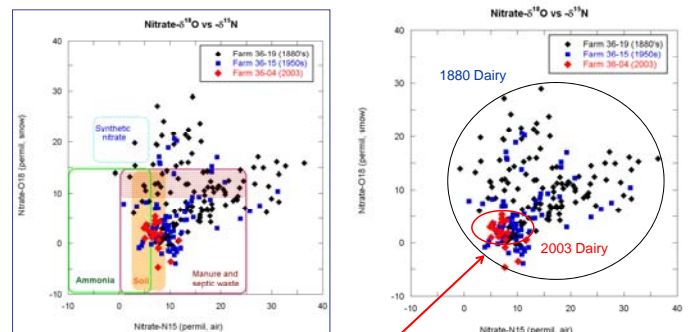 Nitrate-δ¹⁸O vs -δ¹⁵N
Farm 36-19 (1880's)
Farm 36-15 (1950s)
Farm 36-04 (2003)
Synthetic
nitrate
Ammonia
Soil
Manure and
septic waste
Nitrate-O18 (permil, smow)
40
30
20
10
0
-10
-10
0
10
20
30
40
Nitrate-N15 (permil, air)
Nitrate-δ¹⁸O vs -δ¹⁵N
Farm 36-19 (1880's)
Farm 36-15 (1950s)
Farm 36-04 (2003)
1880 Dairy
2003 Dairy
Nitrate-O18 (permil, smow)
40
30
20
10
0
-10
-10
0
10
20
30
40
Nitrate-N15 (permil, air)